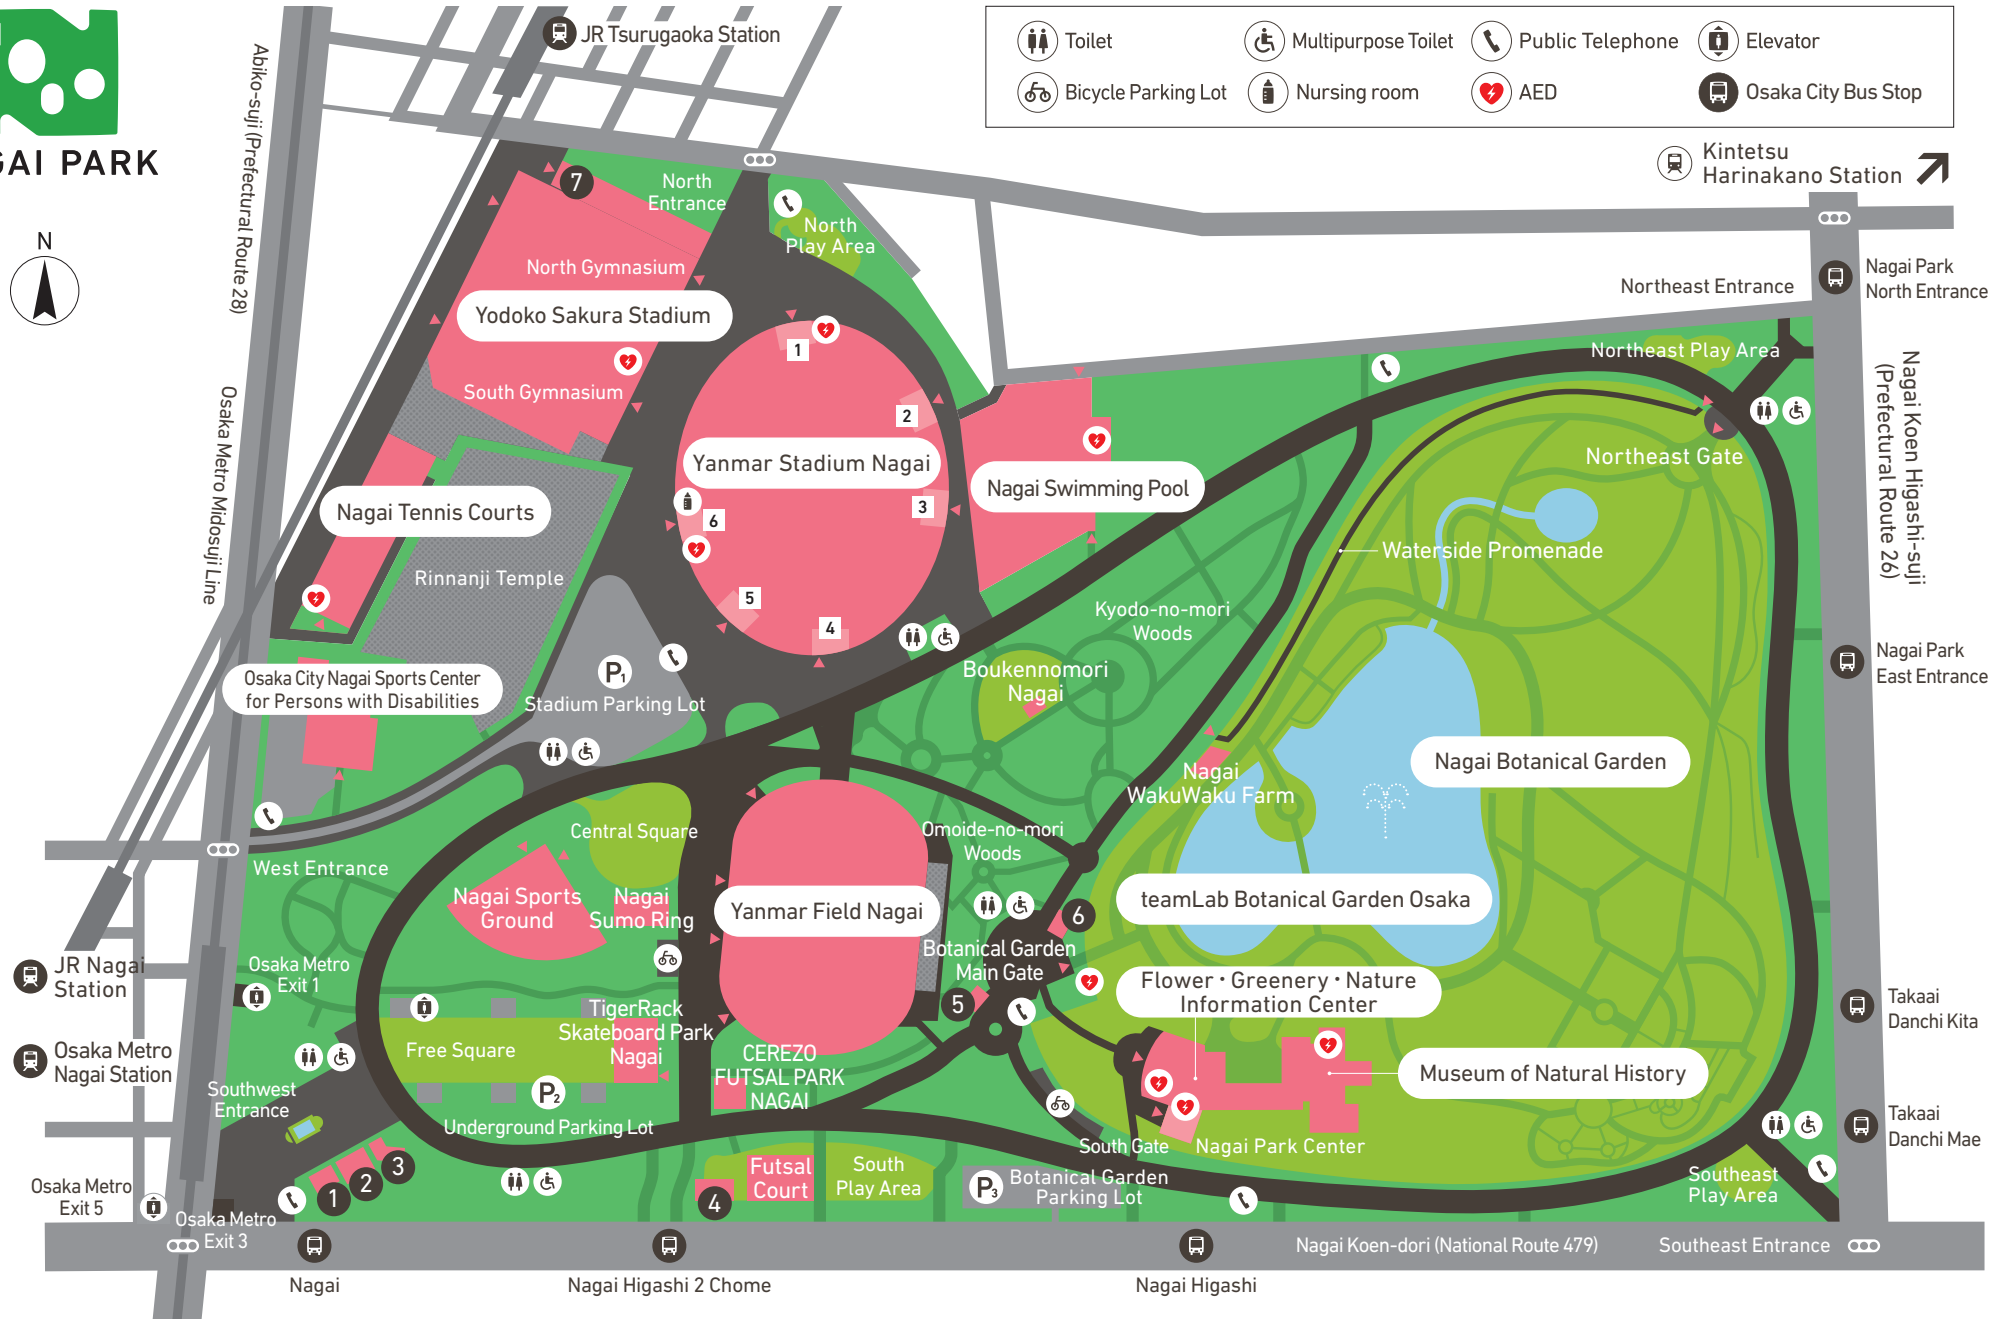 GAI PARK
N
Toilet
Multipurpose Toilet
Public Telephone
Elevator
Bicycle Parking Lot
Nursing room
AED
Osaka City Bus Stop
JR Tsurugaoka Station
Kintetsu
Harinakano Station
Abiko-suji (Prefectural Route 28)
Osaka Metro Midosuji Line
7
North
Entrance
North
Play Area
North Gymnasium
Yodoko Sakura Stadium
South Gymnasium
1
2
3
4
5
6
Yanmar Stadium Nagai
Nagai Swimming Pool
Nagai Tennis Courts
Rinnanji Temple
Northeast Entrance
Nagai Park
North Entrance
Northeast Play Area
Nagai Koen Higashi-suji
(Prefectural Route 26)
Northeast Gate
Waterside Promenade
Kyodo-no-mori
Woods
Boukennomori
Nagai
Osaka City Nagai Sports Center
for Persons with Disabilities
P1
Stadium Parking Lot
Nagai Park
East Entrance
Nagai Botanical Garden
Nagai
WakuWaku Farm
Central Square
Omoide-no-mori
Woods
West Entrance
Nagai Sports
Ground
Nagai
Sumo Ring
Yanmar Field Nagai
teamLab Botanical Garden Osaka
6
Botanical Garden
Main Gate
5
Flower・Greenery・Nature
Information Center
JR Nagai
Station
Osaka Metro
Exit 1
Osaka Metro
Nagai Station
TigerRack
Skateboard Park
Nagai
Free Square
CEREZO
FUTSAL PARK
NAGAI
Museum of Natural History
Takaai
Danchi Kita
Southwest
Entrance
P2
Underground Parking Lot
South Gate
Nagai Park Center
Takaai
Danchi Mae
Futsal
Court
South
Play Area
P3
Botanical Garden
Parking Lot
Southeast
Play Area
1
2
3
4
Osaka Metro
Exit 5
Osaka Metro
Exit 3
Nagai Koen-dori (National Route 479)
Southeast Entrance
Nagai
Nagai Higashi 2 Chome
Nagai Higashi